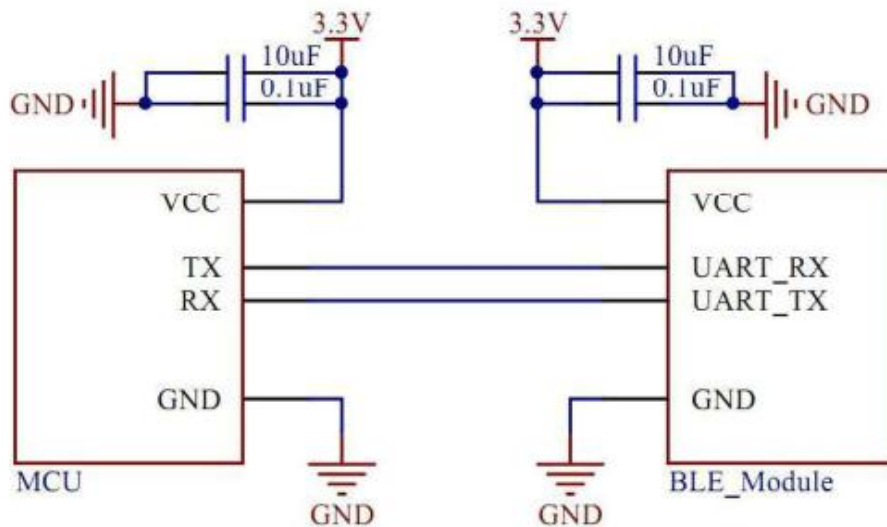 3.3V 3.3V
10uF 10uF
0.1uF 0.1uF
GND GND
VCC VCC
TX UART_RX
RX UART_TX
GND GND
MCU BLE_Module
GND GND